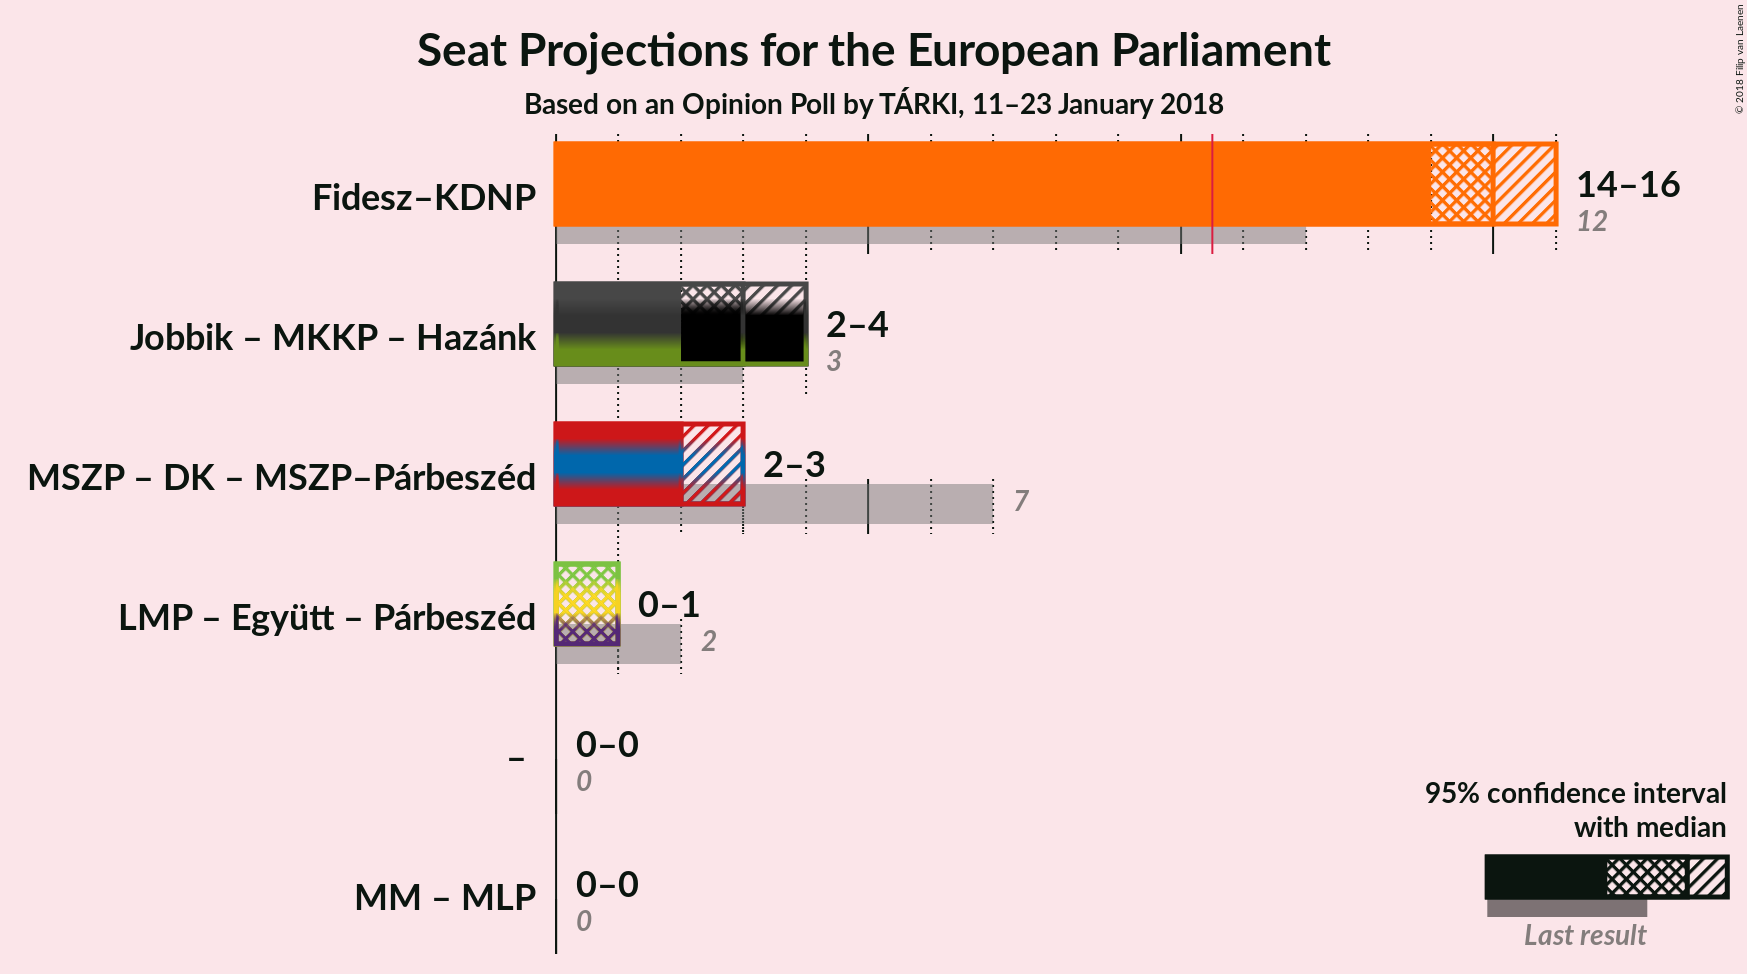 Seat Projections for the European Parliament
Based on an Opinion Poll by TÁRKI, 11–23 January 2018
© 2018 Filip van Laenen
Fidesz–KDNP
14–16
12
Jobbik – MKKP – Hazánk
2–4
3
MSZP – DK – MSZP–Párbeszéd
2–3
7
LMP – Együtt – Párbeszéd
0–1
2
–
0–0
0
MM – MLP
0–0
0
95% confidence interval
with median
Last result